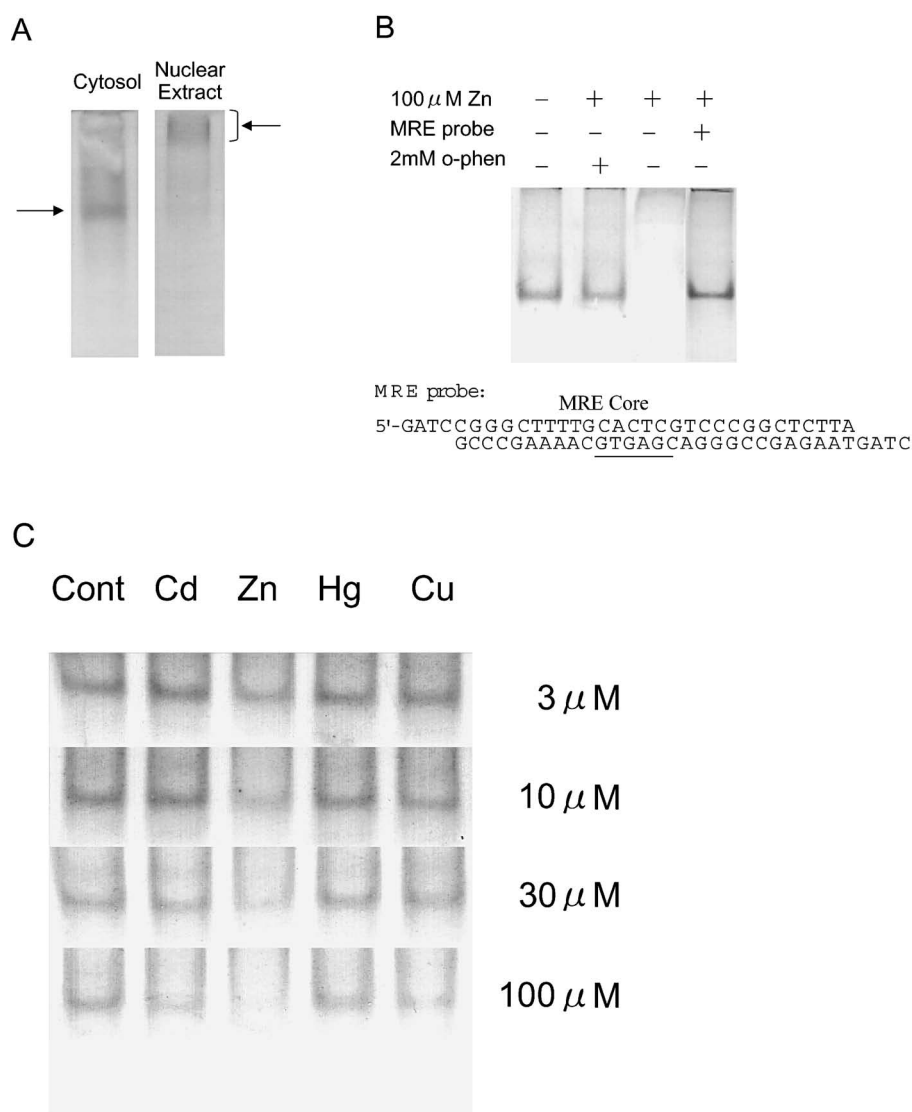 A
Cytosol Nuclear
Extract
B
100 μM Zn − + + +
MRE probe − − − +
2mM o-phen − + − −
MRE probe:
MRE Core
5'-GATCCGGGCTTTTGCACTCGTCCCGGCTCTTA
GCCCGAAAACGTGAGCAGGGCCGAGAATGATC
C
Cont Cd Zn Hg Cu
3 μM
10 μM
30 μM
100 μM